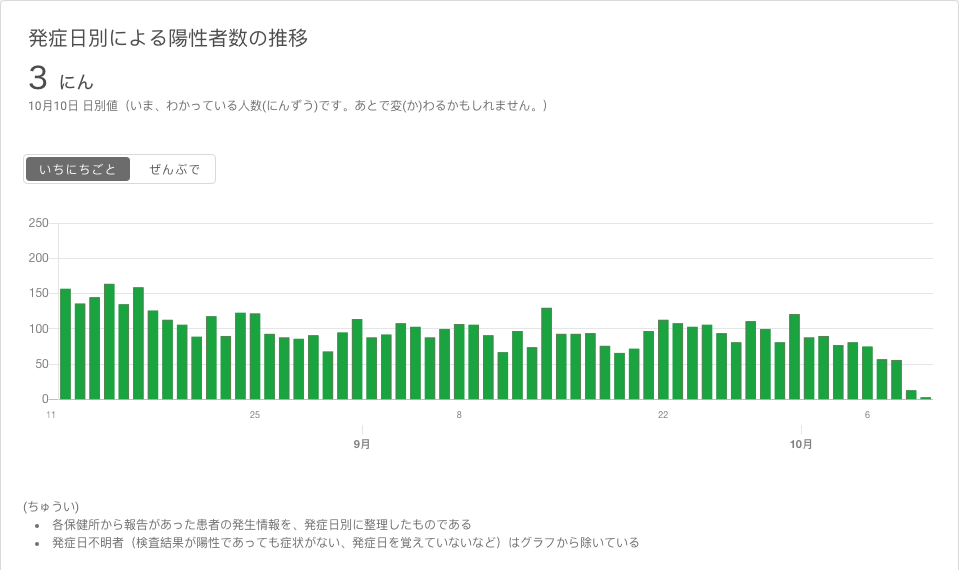 発症日別による陽性者数の推移
3 にん
10月10日 日別値（いま、わかっている人数(にんずう)です。あとで変(か)わるかもしれません。）
いちにちごと ぜんぶで
250
200
150
100
50
0
11 25 8 22 6
9月 10月
(ちゅうい)
• 各保健所から報告があった患者の発生情報を、発症日別に整理したものである
• 発症日不明者（検査結果が陽性であっても症状がない、発症日を覚えていないなど）はグラフから除いている